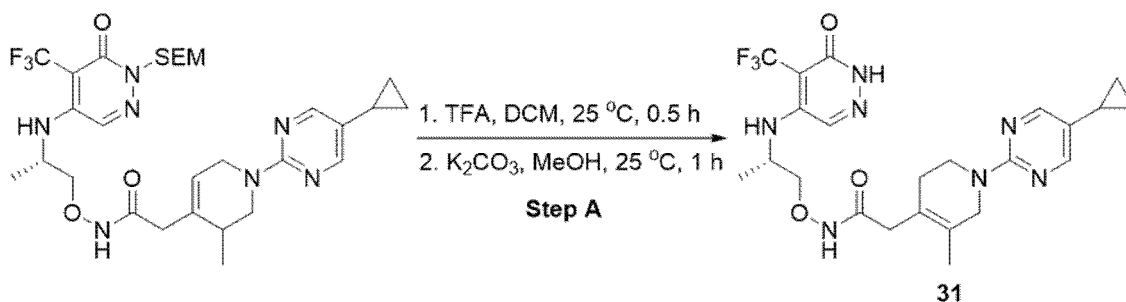 O
F₃C
N
SEM
N
HN
O
O
N
H
N
N
N
1. TFA, DCM, 25 °C, 0.5 h
2. K₂CO₃, MeOH, 25 °C, 1 h
Step A
O
F₃C
NH
N
HN
O
O
N
H
N
N
N
31